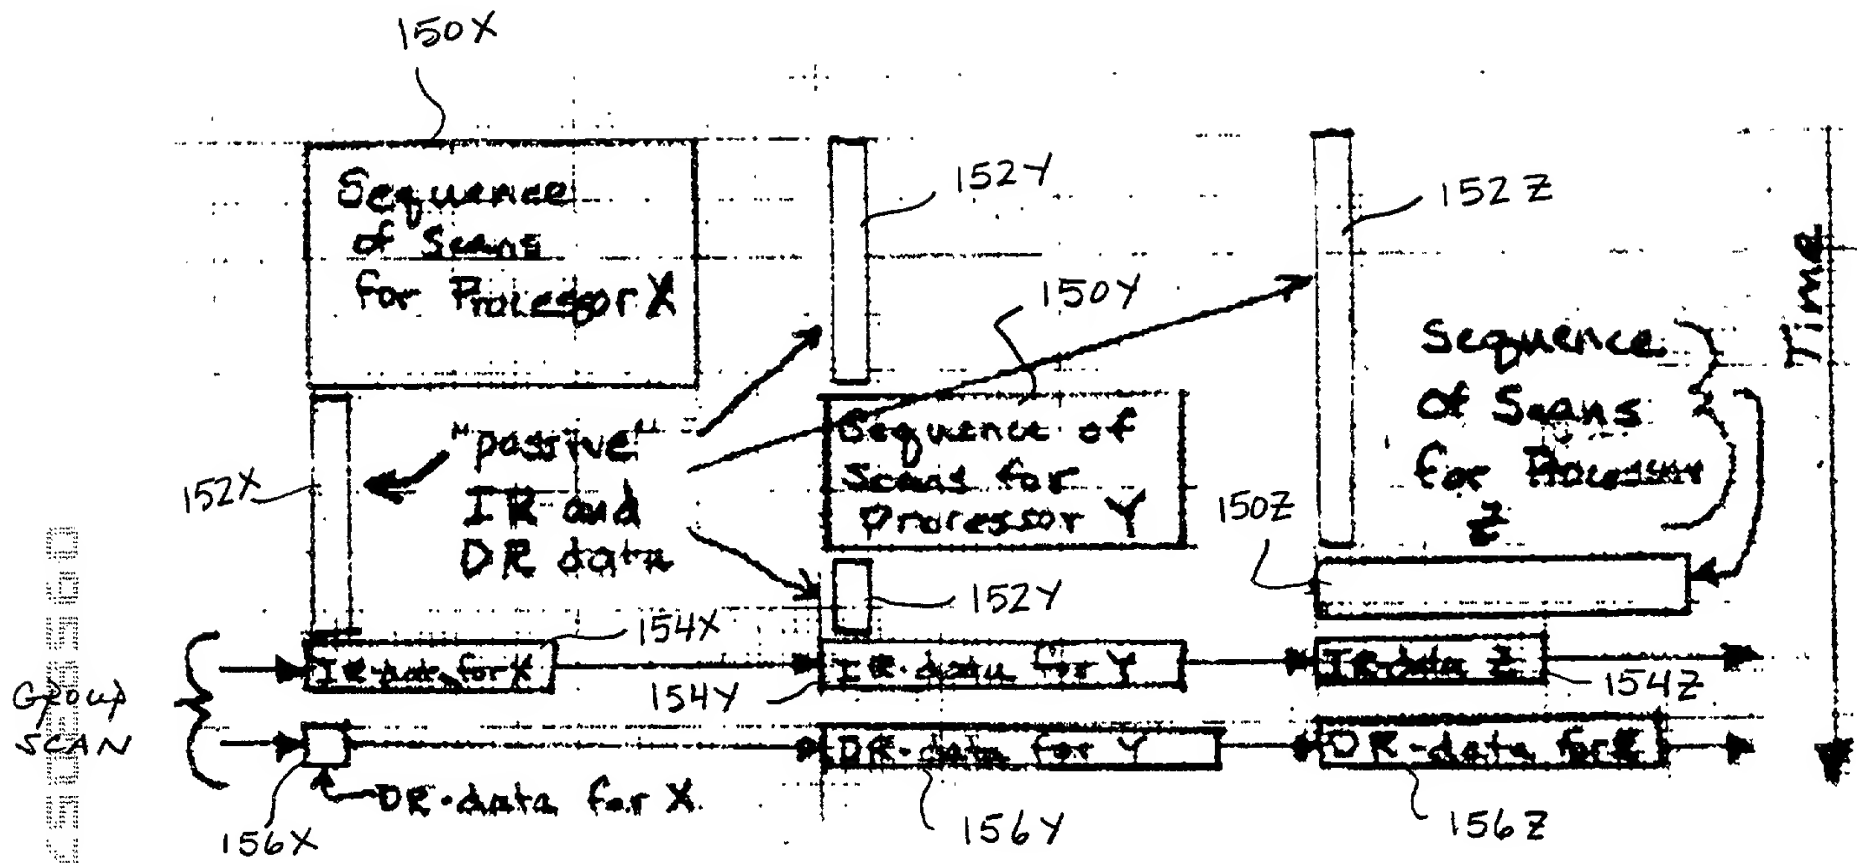 150X
Sequence
of Scans
for Processor X
152Y
152Z
150Y
Time
Sequence
of Scans
for Processor
Z
"passive"
IR and
DR data
152X
Sequence of
Scans for
Processor Y
150Z
152Y
Group
SCAN
154X
IR-data for X
IR-data for Y
IR-data Z
154Y
154Z
DR-data for Y
DR-data for Z
DR-data for X
156X
156Y
156Z